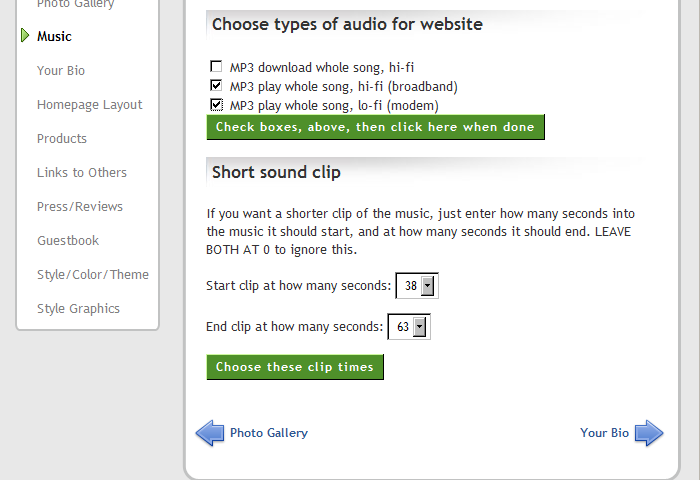 Photo Gallery
Music
Your Bio
Homepage Layout
Products
Links to Others
Press/Reviews
Guestbook
Style/Color/Theme
Style Graphics
Choose types of audio for website
MP3 download whole song, hi-fi
MP3 play whole song, hi-fi (broadband)
MP3 play whole song, lo-fi (modem)
Check boxes, above, then click here when done
Short sound clip
If you want a shorter clip of the music, just enter how many seconds into
the music it should start, and at how many seconds it should end. LEAVE
BOTH AT 0 to ignore this.
Start clip at how many seconds: 38
End clip at how many seconds: 63
Choose these clip times
Photo Gallery
Your Bio